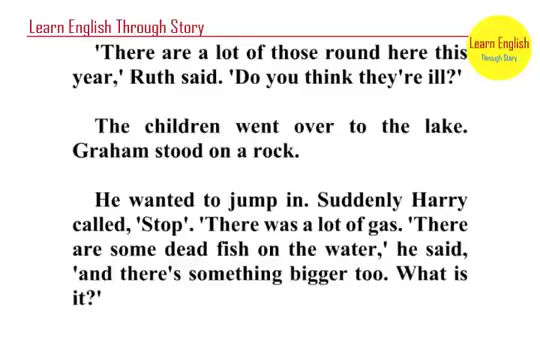 Learn English Through Story
Learn English
Through Story
'There are a lot of those round here this
year,' Ruth said. 'Do you think they're ill?'
The children went over to the lake.
Graham stood on a rock.
He wanted to jump in. Suddenly Harry
called, 'Stop'. 'There was a lot of gas. 'There
are some dead fish on the water,' he said,
'and there's something bigger too. What is
it?'